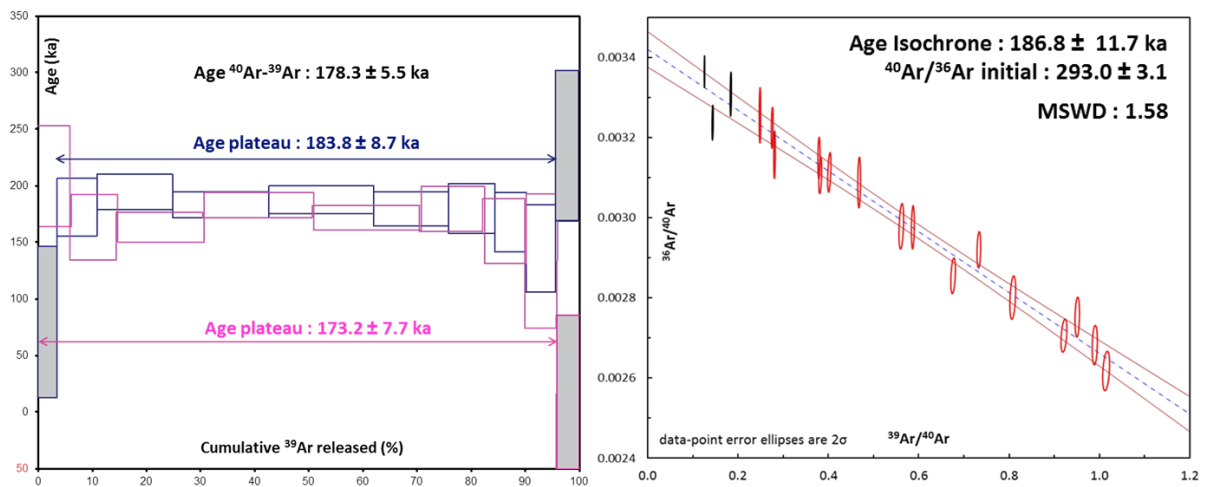 350
300
250
200
150
100
50
0
50
Age (ka)
Age ⁴⁰Ar-³⁹Ar : 178.3 ± 5.5 ka
Age plateau : 183.8 ± 8.7 ka
Age plateau : 173.2 ± 7.7 ka
Cumulative ³⁹Ar released (%)
0 10 20 30 40 50 60 70 80 90 100
Age Isochrone : 186.8 ± 11.7 ka
⁴⁰Ar/³⁶Ar initial : 293.0 ± 3.1
MSWD : 1.58
0.0034
0.0032
0.0030
0.0028
0.0026
0.0024
³⁶Ar/⁴⁰Ar
data-point error ellipses are 2σ
³⁹Ar/⁴⁰Ar
0.0 0.2 0.4 0.6 0.8 1.0 1.2